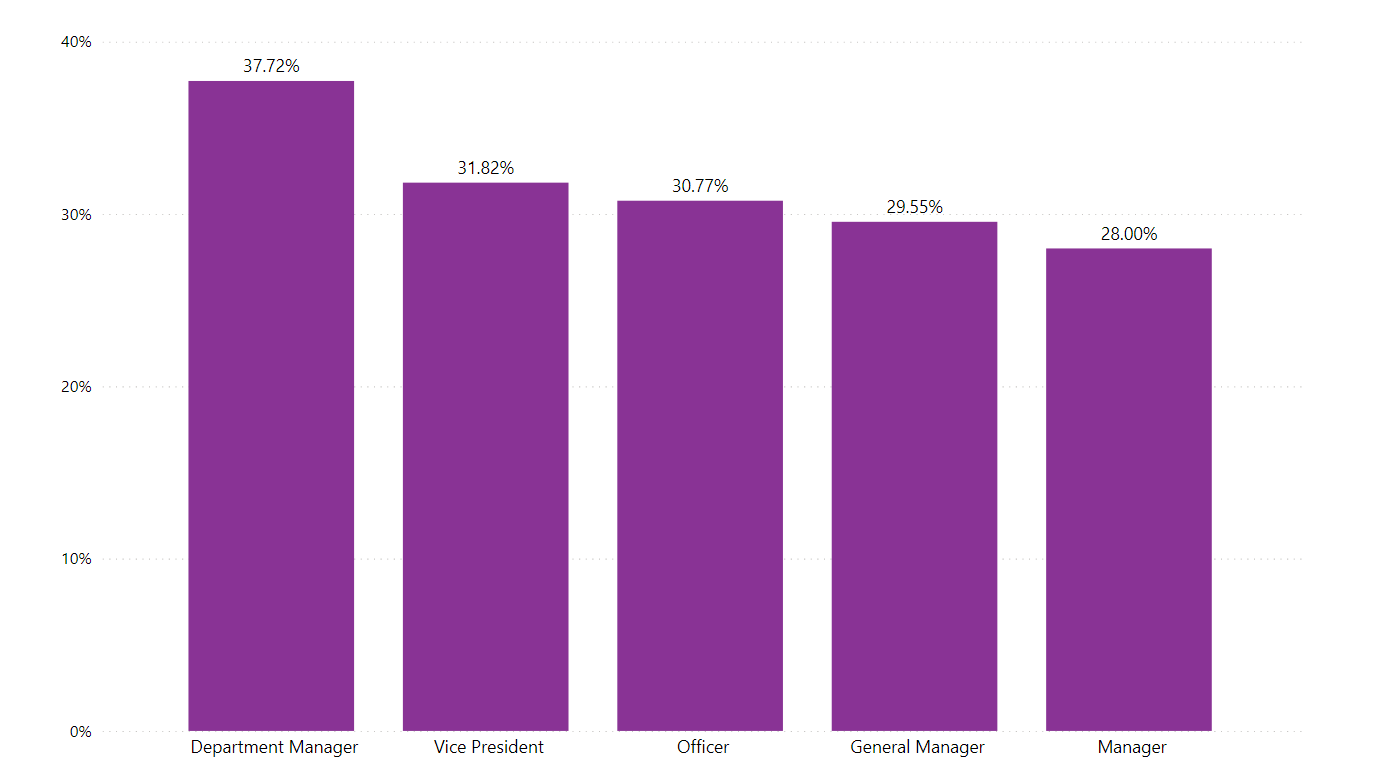 40%
37.72%
31.82%
30.77%
30%
29.55%
28.00%
20%
10%
0%
Department Manager
Vice President
Officer
General Manager
Manager